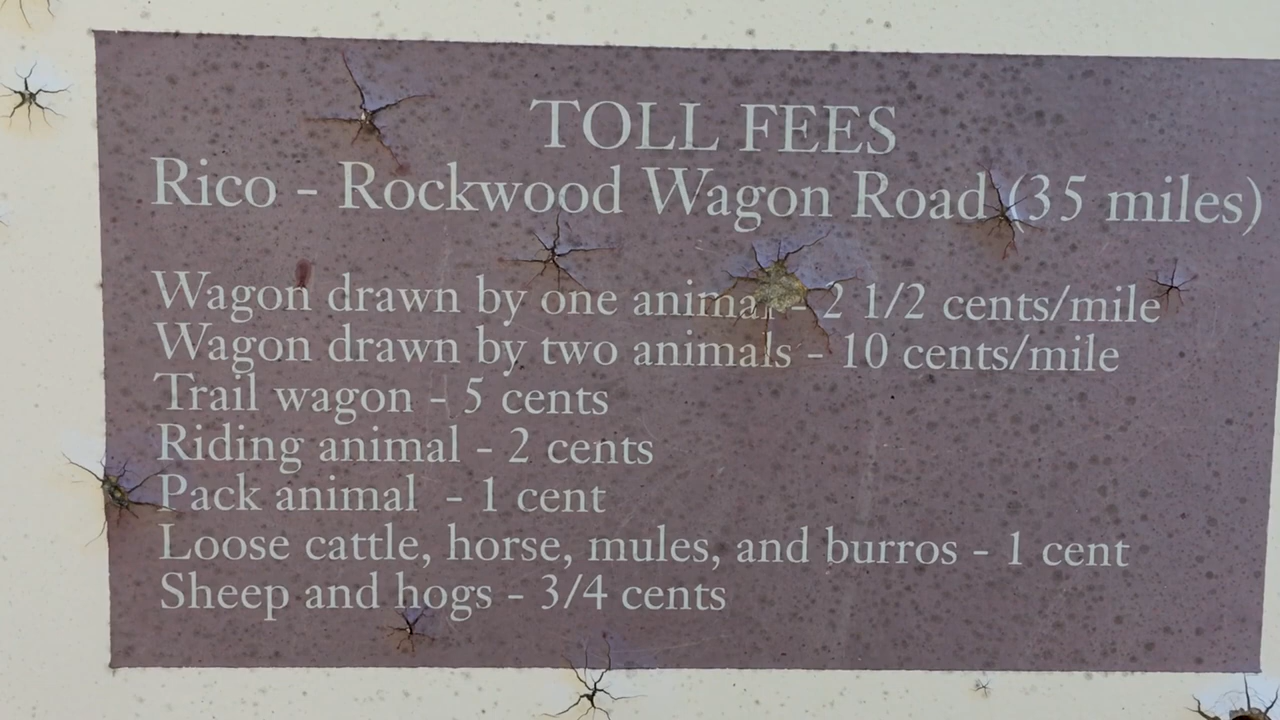 TOLL FEES
Rico - Rockwood Wagon Road (35 miles)
Wagon drawn by one animal - 2 1/2 cents/mile
Wagon drawn by two animals - 10 cents/mile
Trail wagon - 5 cents
Riding animal - 2 cents
Pack animal - 1 cent
Loose cattle, horse, mules, and burros - 1 cent
Sheep and hogs - 3/4 cents